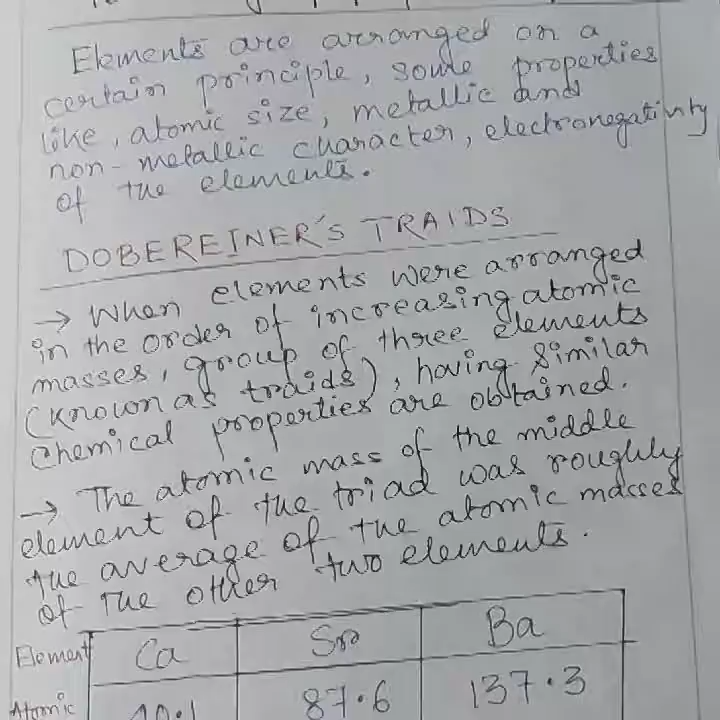 Elements are arranged on a
certain principle, some properties
like, atomic size, metallic and
non-metallic character, electronegativity
of the elements.
DOBEREINER'S TRAIDS
→ When elements were arranged
in the order of increasing atomic
masses, group of three elements
(known as traids), having similar
chemical properties are obtained.
→ The atomic mass of the middle
element of the triad was roughly
the average of the atomic masses
of the other two elements.
Element Ca Sr Ba
Atomic 40.1 87.6 137.3